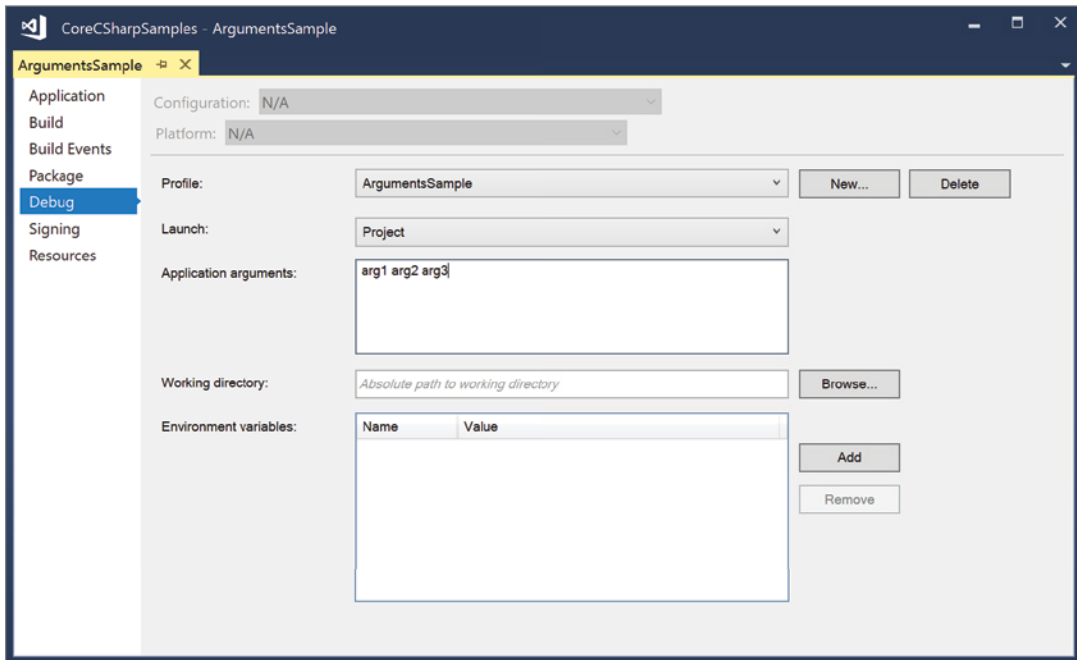 CoreCSharpSamples - ArgumentsSample
ArgumentsSample
Application
Build
Build Events
Package
Debug
Signing
Resources
Configuration: N/A
Platform: N/A
Profile: ArgumentsSample New... Delete
Launch: Project
Application arguments: arg1 arg2 arg3
Working directory: Absolute path to working directory Browse...
Environment variables: Name Value
Add
Remove